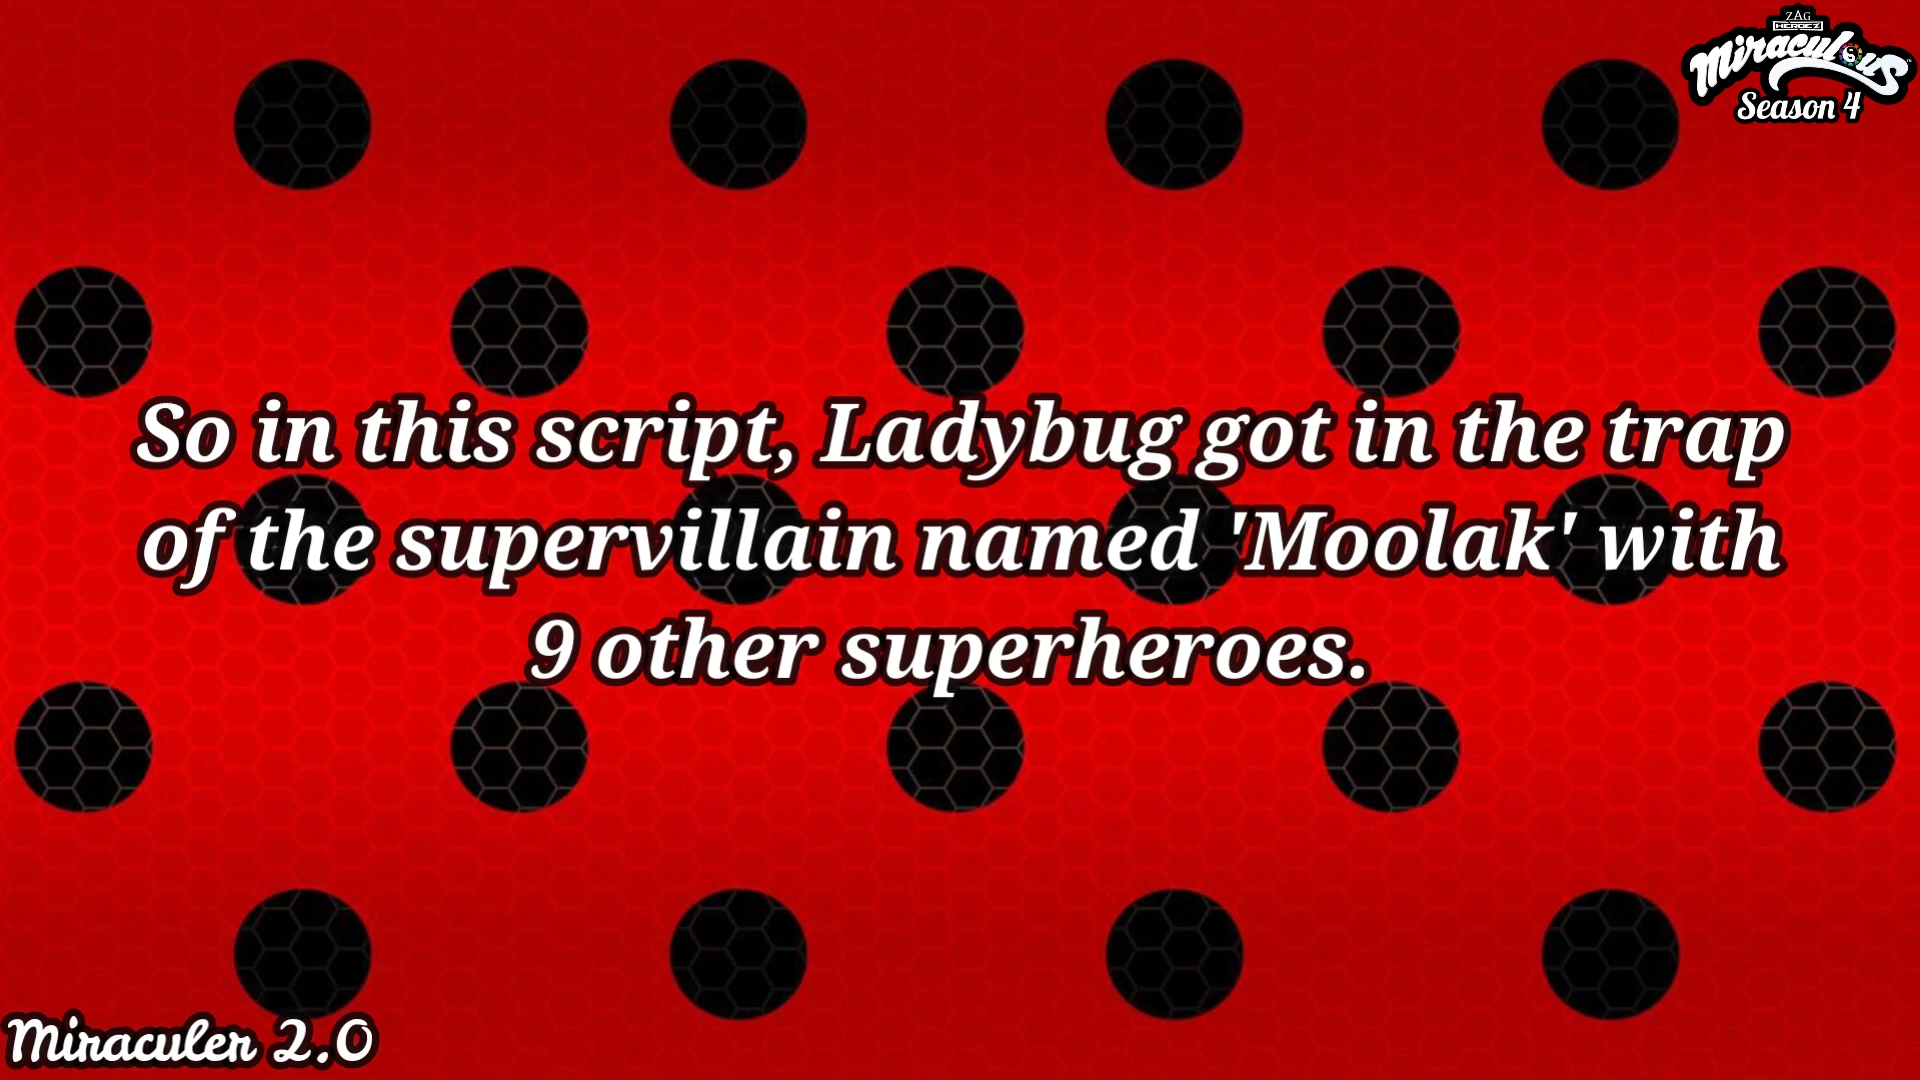 ZAG
HEROEZ
Miraculous
Season 4
So in this script, Ladybug got in the trap
of the supervillain named 'Moolak' with
9 other superheroes.
Miraculer 2.0